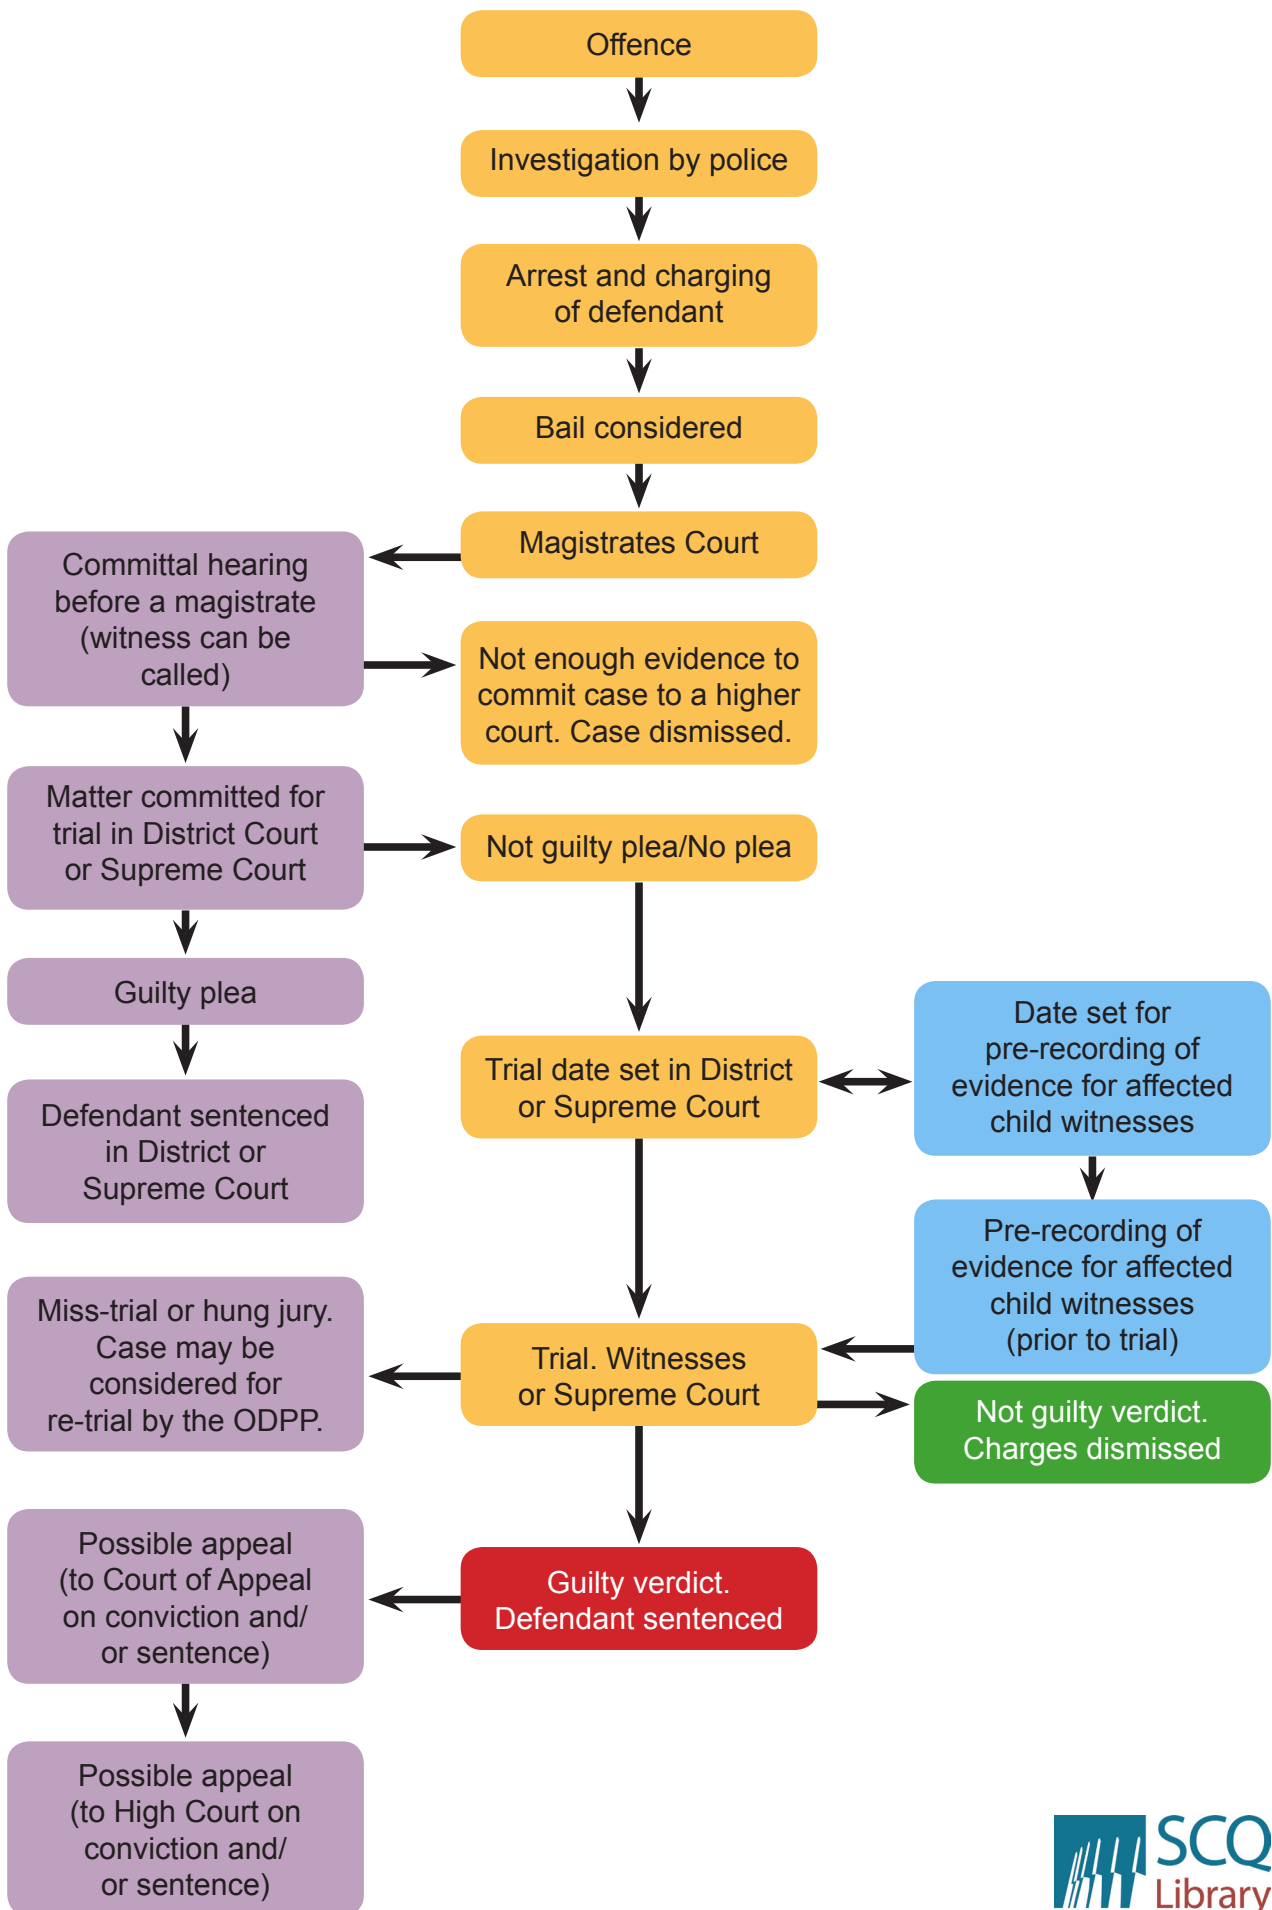 Offence
Investigation by police
Arrest and charging
of defendant
Bail considered
Magistrates Court
Committal hearing
before a magistrate
(witness can be
called)
Not enough evidence to
commit case to a higher
court. Case dismissed.
Matter committed for
trial in District Court
or Supreme Court
Not guilty plea/No plea
Guilty plea
Defendant sentenced
in District or
Supreme Court
Trial date set in District
or Supreme Court
Date set for
pre-recording of
evidence for affected
child witnesses
Pre-recording of
evidence for affected
child witnesses
(prior to trial)
Miss-trial or hung jury.
Case may be
considered for
re-trial by the ODPP.
Trial. Witnesses
or Supreme Court
Not guilty verdict.
Charges dismissed
Guilty verdict.
Defendant sentenced
Possible appeal
(to Court of Appeal
on conviction and/
or sentence)
Possible appeal
(to High Court on
conviction and/
or sentence)
SCQ
Library